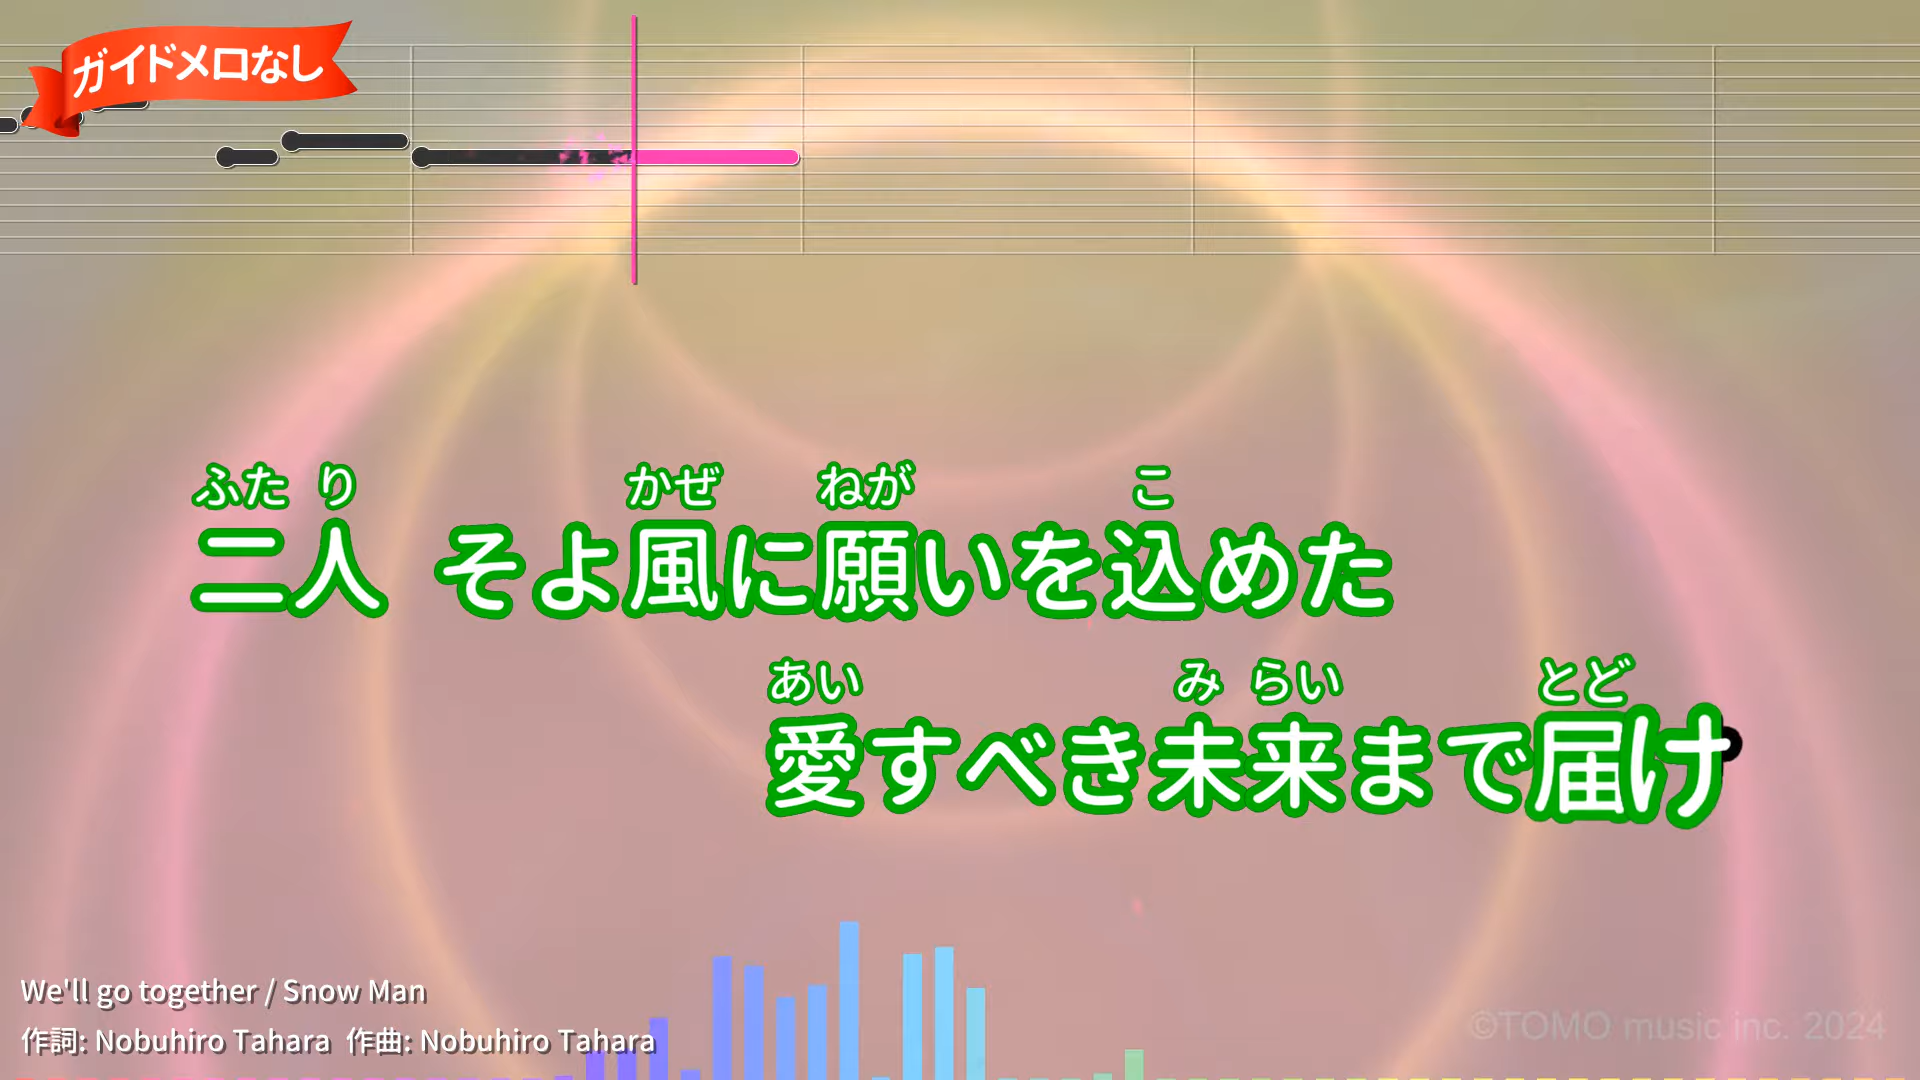 ガイドメロなし
ふたり かぜ ねが こ
二人 そよ風に願いを込めた
あい み らい とど
愛すべき未来まで届け
We'll go together / Snow Man
作詞: Nobuhiro Tahara 作曲: Nobuhiro Tahara
©TOMO music inc. 2024